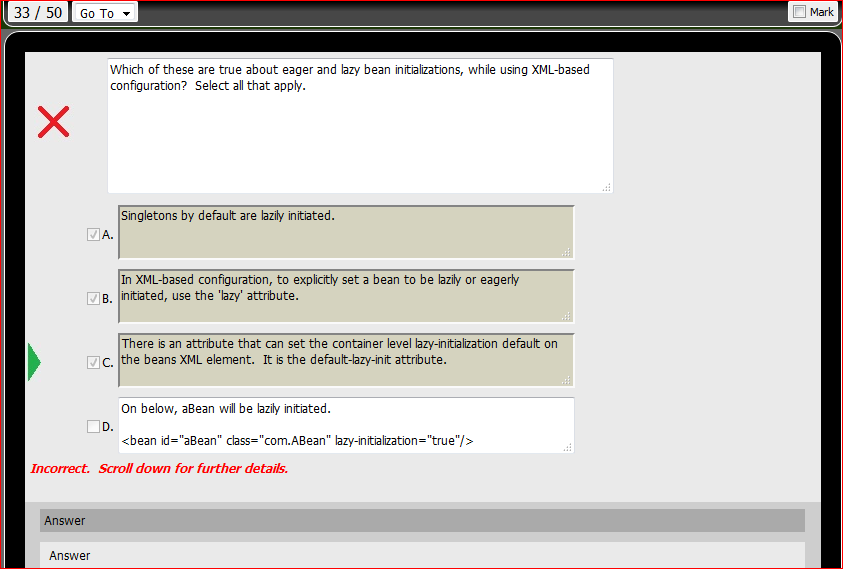 33 / 50 Go To Mark
Which of these are true about eager and lazy bean initializations, while using XML-based
configuration?  Select all that apply.
A. Singletons by default are lazily initiated.
B. In XML-based configuration, to explicitly set a bean to be lazily or eagerly
initiated, use the 'lazy' attribute.
C. There is an attribute that can set the container level lazy-initialization default on
the beans XML element.  It is the default-lazy-init attribute.
D. On below, aBean will be lazily initiated.
<bean id="aBean" class="com.ABean" lazy-initialization="true"/>
Incorrect.  Scroll down for further details.
Answer
Answer